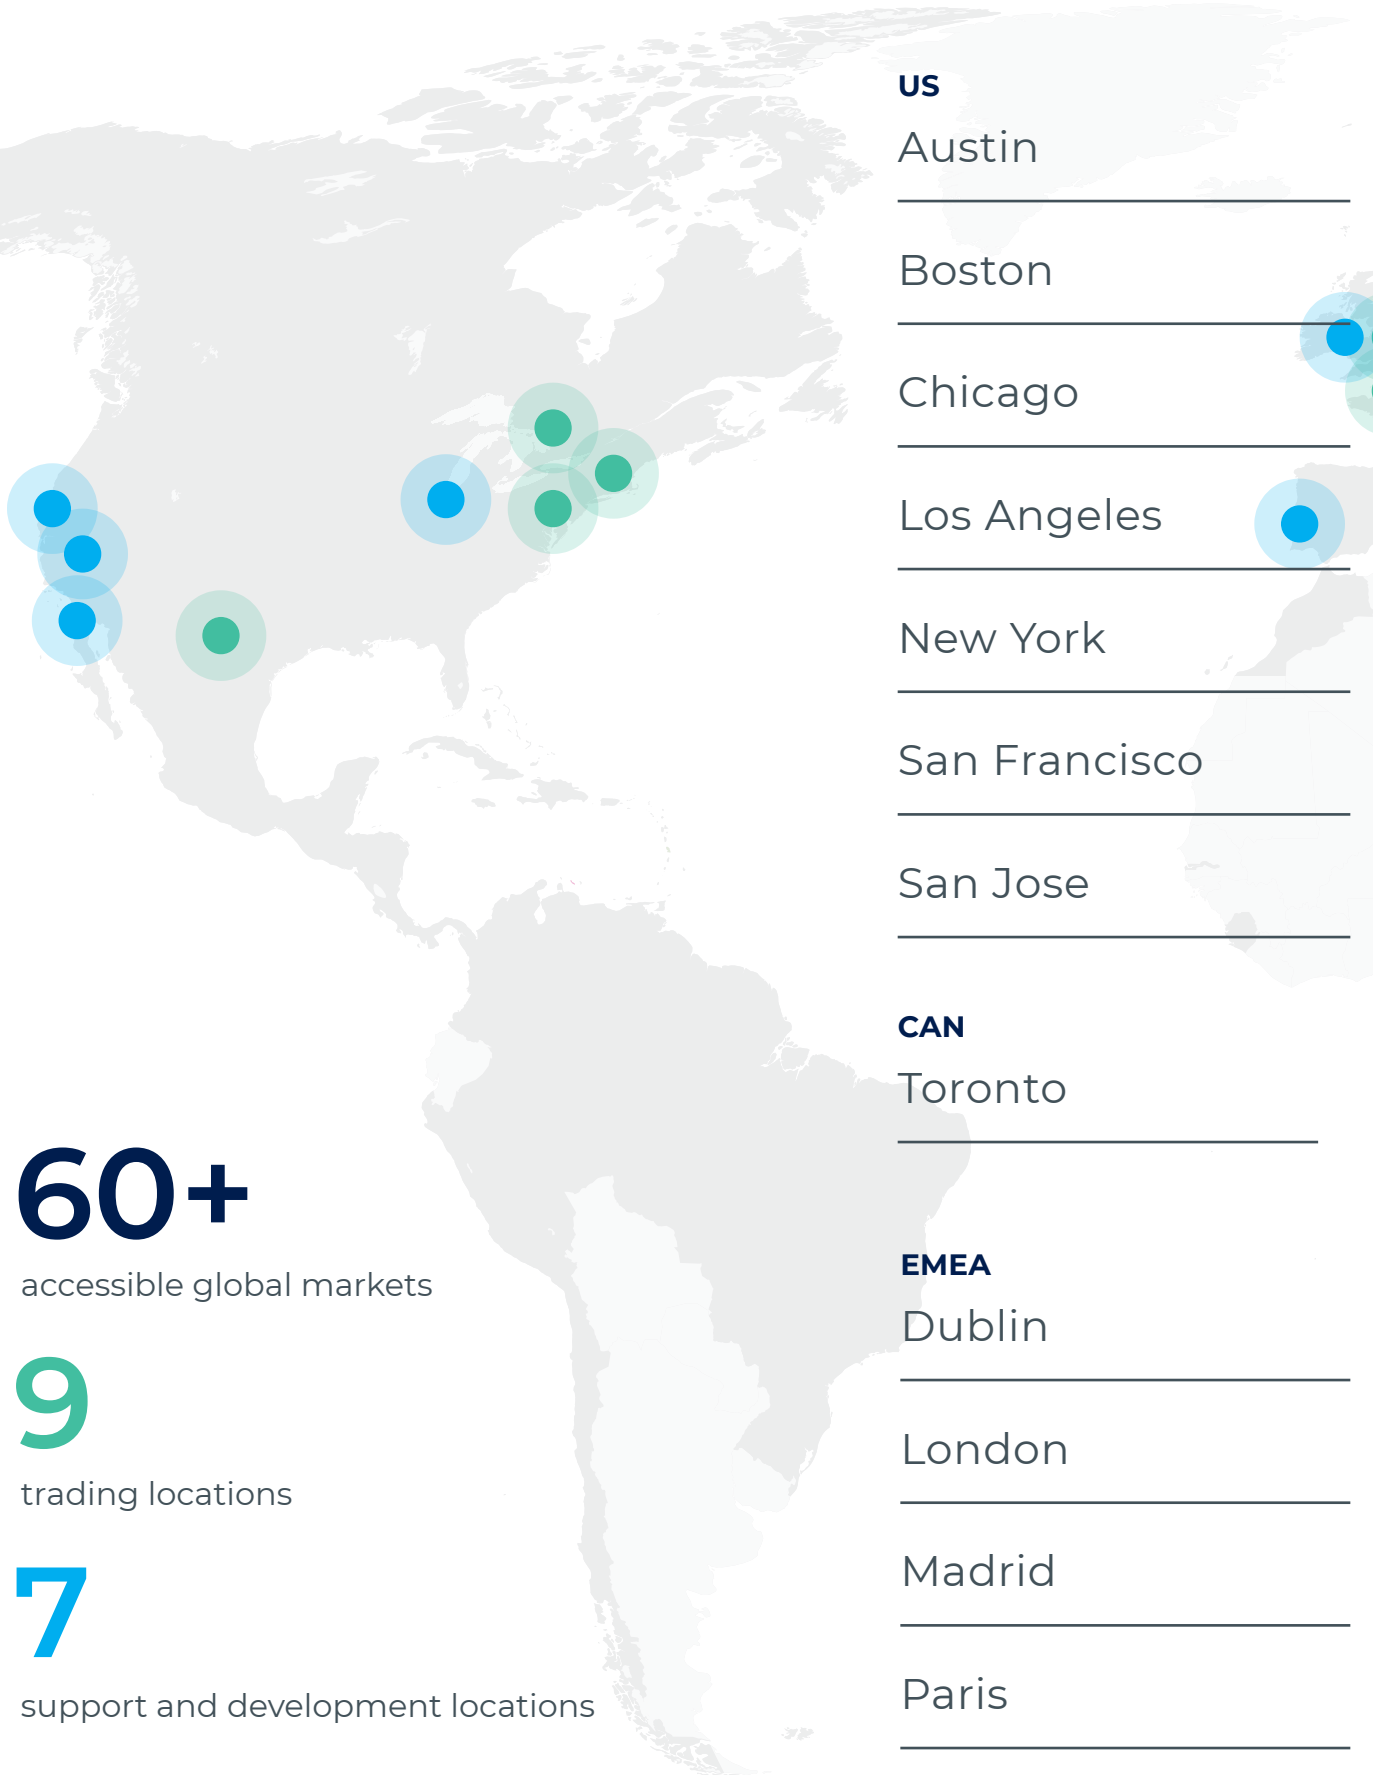 US
Austin
Boston
Chicago
Los Angeles
New York
San Francisco
San Jose
CAN
Toronto
EMEA
Dublin
London
Madrid
Paris
60+
accessible global markets
9
trading locations
7
support and development locations